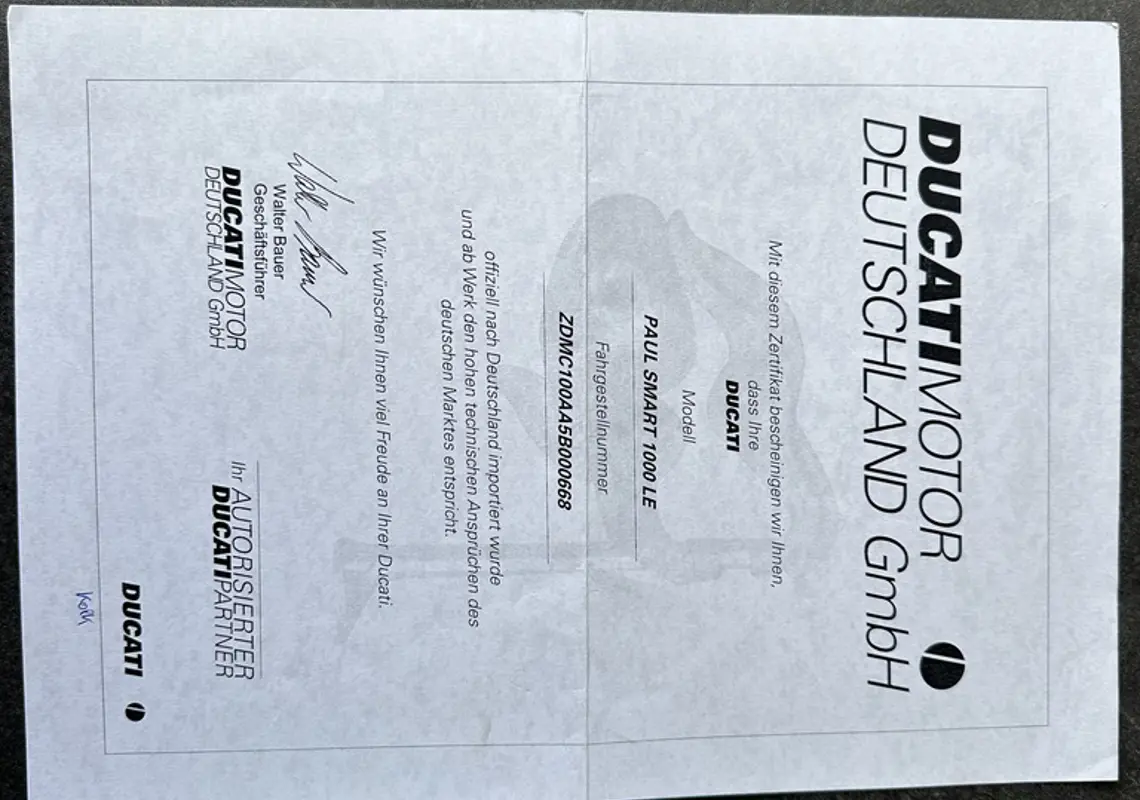 DUCATIMOTOR
DEUTSCHLAND GmbH
Mit diesem Zertifikat bescheinigen wir Ihnen,
dass Ihre
DUCATI
Modell
PAUL SMART 1000 LE
Fahrgestellnummer
ZDMC100AA5B000668
offiziell nach Deutschland importiert wurde
und ab Werk den hohen technischen Ansprüchen des
deutschen Marktes entspricht.
Wir wünschen Ihnen viel Freude an Ihrer Ducati.
Walter Bauer
Geschäftsführer
DUCATIMOTOR
DEUTSCHLAND GmbH
Ihr AUTORISIERTER
DUCATIPARTNER
DUCATI